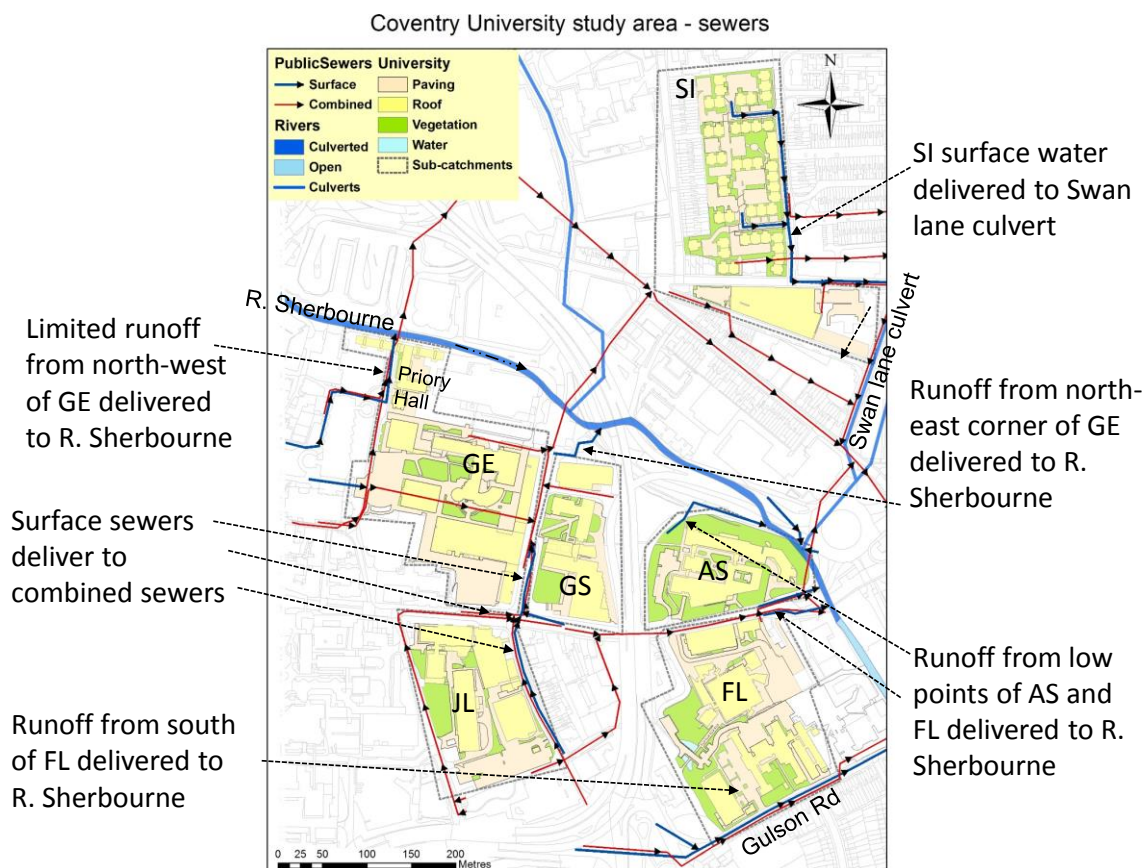 Coventry University study area - sewers
PublicSewers
Surface
Combined
Rivers
Culverted
Open
Culverts
University
Paving
Roof
Vegetation
Water
Sub-catchments
N
SI
SI surface water
delivered to Swan
lane culvert
R. Sherbourne
Limited runoff
from north-west
of GE delivered
to R. Sherbourne
Priory
Hall
Swan lane culvert
Runoff from north-
east corner of GE
delivered to R.
Sherbourne
GE
Surface sewers
deliver to
combined sewers
GS
AS
JL
FL
Runoff from low
points of AS and
FL delivered to R.
Sherbourne
Runoff from south
of FL delivered to
R. Sherbourne
Gulson Rd
0 25 50 100 150 200
Metres